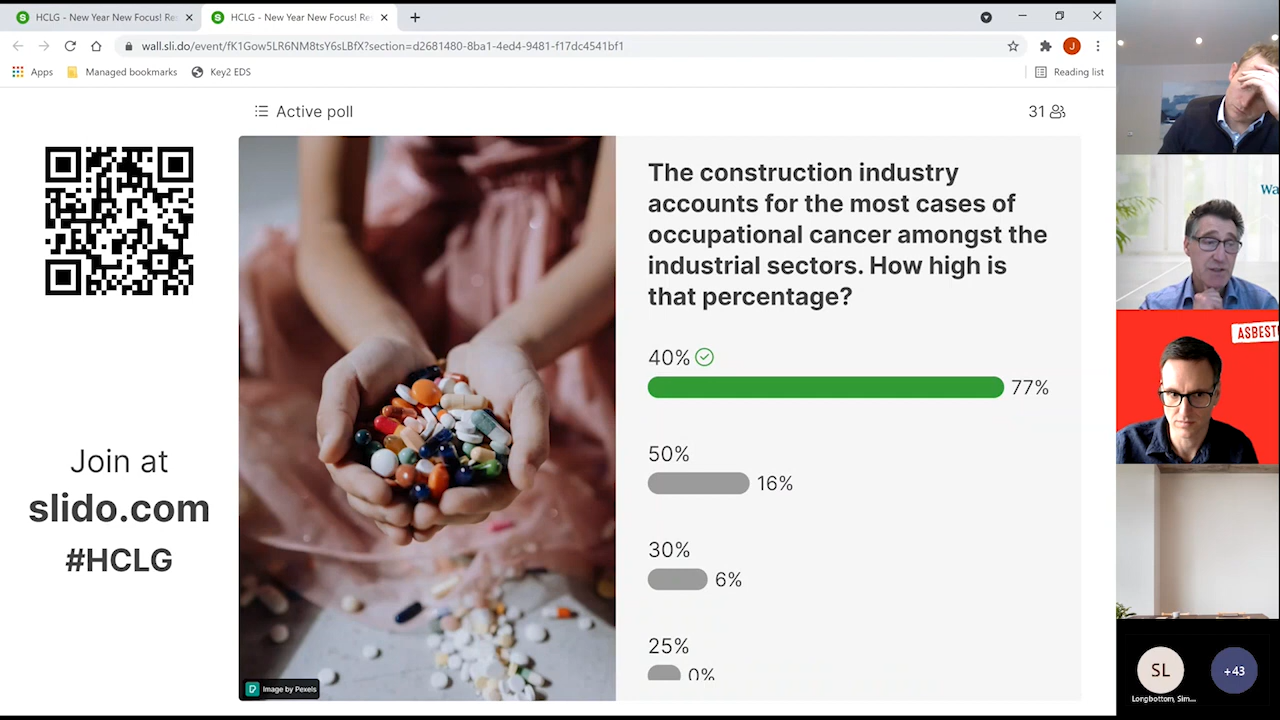 HCLG - New Year New Focus! Re
HCLG - New Year New Focus! Re
wall.sli.do/event/fK1Gow5LR6NM8tsY6sLBfX?section=d2681480-8ba1-4ed4-9481-f17dc4541bf1
J
Apps
Managed bookmarks
Key2 EDS
Reading list
Active poll
31
The construction industry
accounts for the most cases of
occupational cancer amongst the
industrial sectors. How high is
that percentage?
40%
77%
50%
16%
30%
6%
25%
0%
Join at
slido.com
#HCLG
Image by Pexels
Wa
ASBEST
SL
Longbottom, Sim...
+43